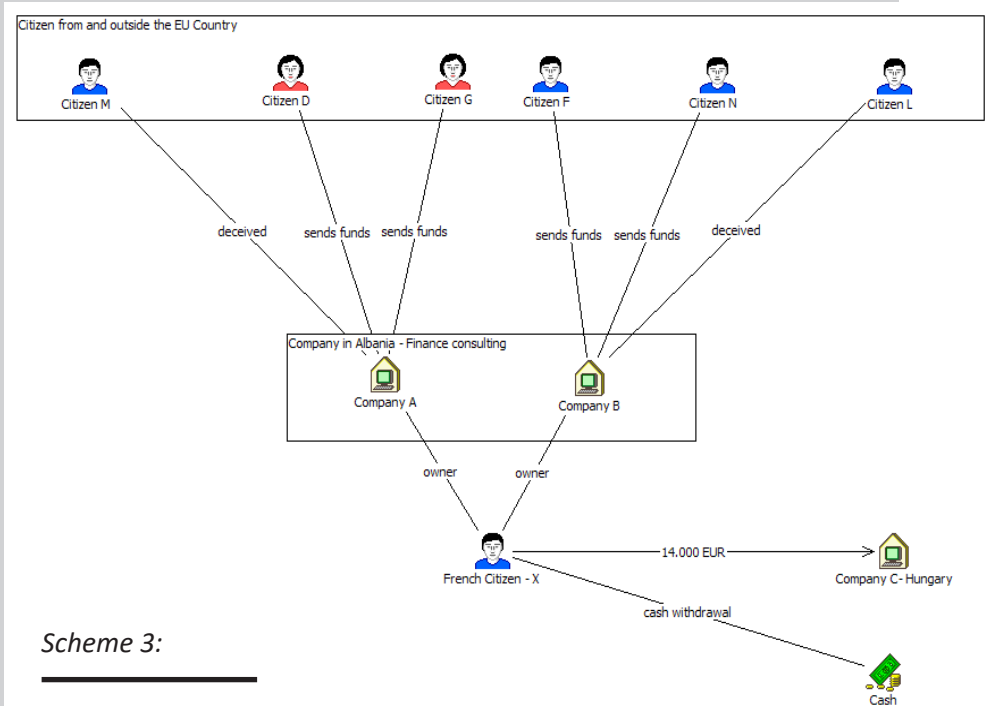 Citizen from and outside the EU Country
Citizen M
Citizen D
Citizen G
Citizen F
Citizen N
Citizen L
deceived
sends funds
sends funds
sends funds
sends funds
deceived
Company in Albania - Finance consulting
Company A
Company B
owner
owner
French Citizen - X
14.000 EUR
Company C- Hungary
cash withdrawal
Scheme 3:
Cash